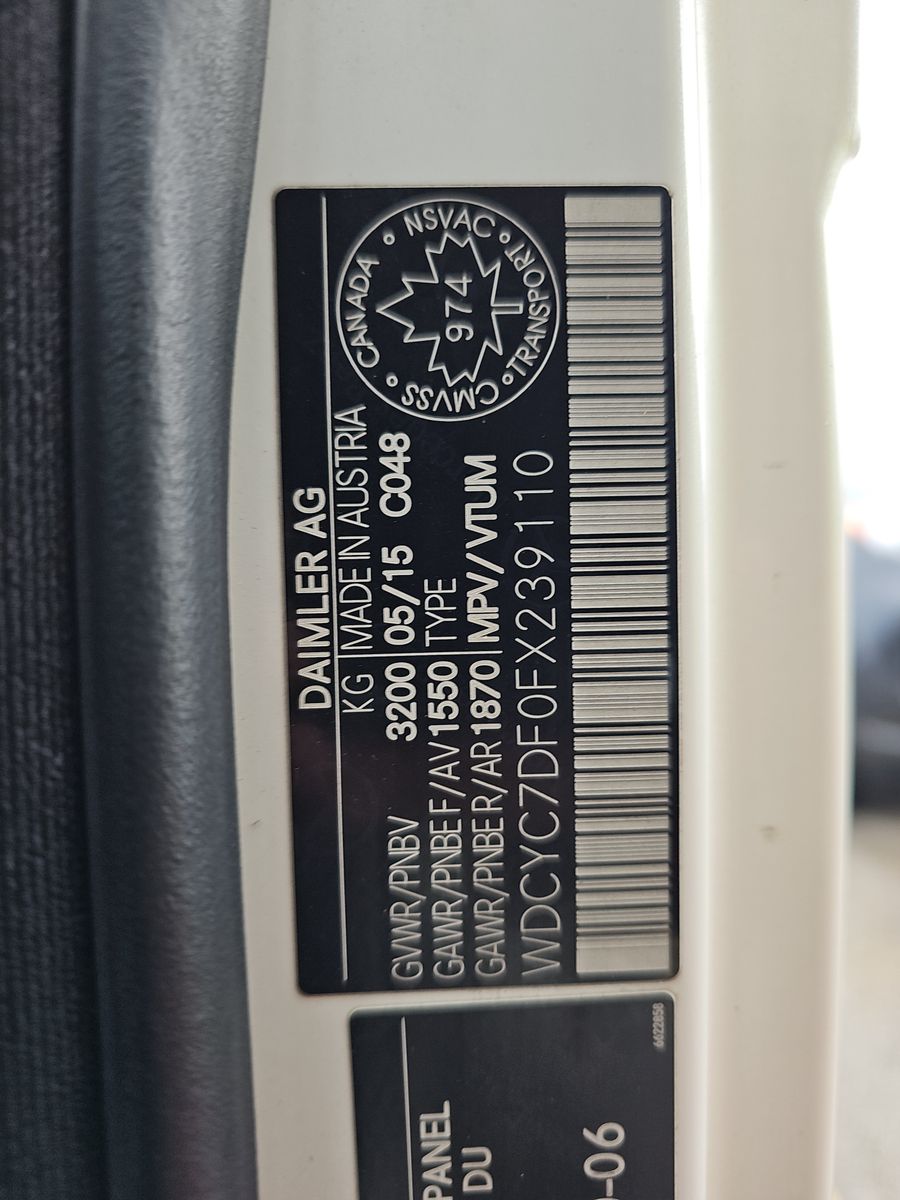 DAIMLER AG
KG MADE IN AUSTRIA
GVWR/PNBV 3200 05/15 C048
GAWR/PNBE F/AV 1550 TYPE
GAWR/PNBE R/AR 1870 MPV/VTUM
WDCYC7DF0FX239110
CANADA NSVAC TRANSPORT CMVSS
974
PANEL
DU
-06
6622858